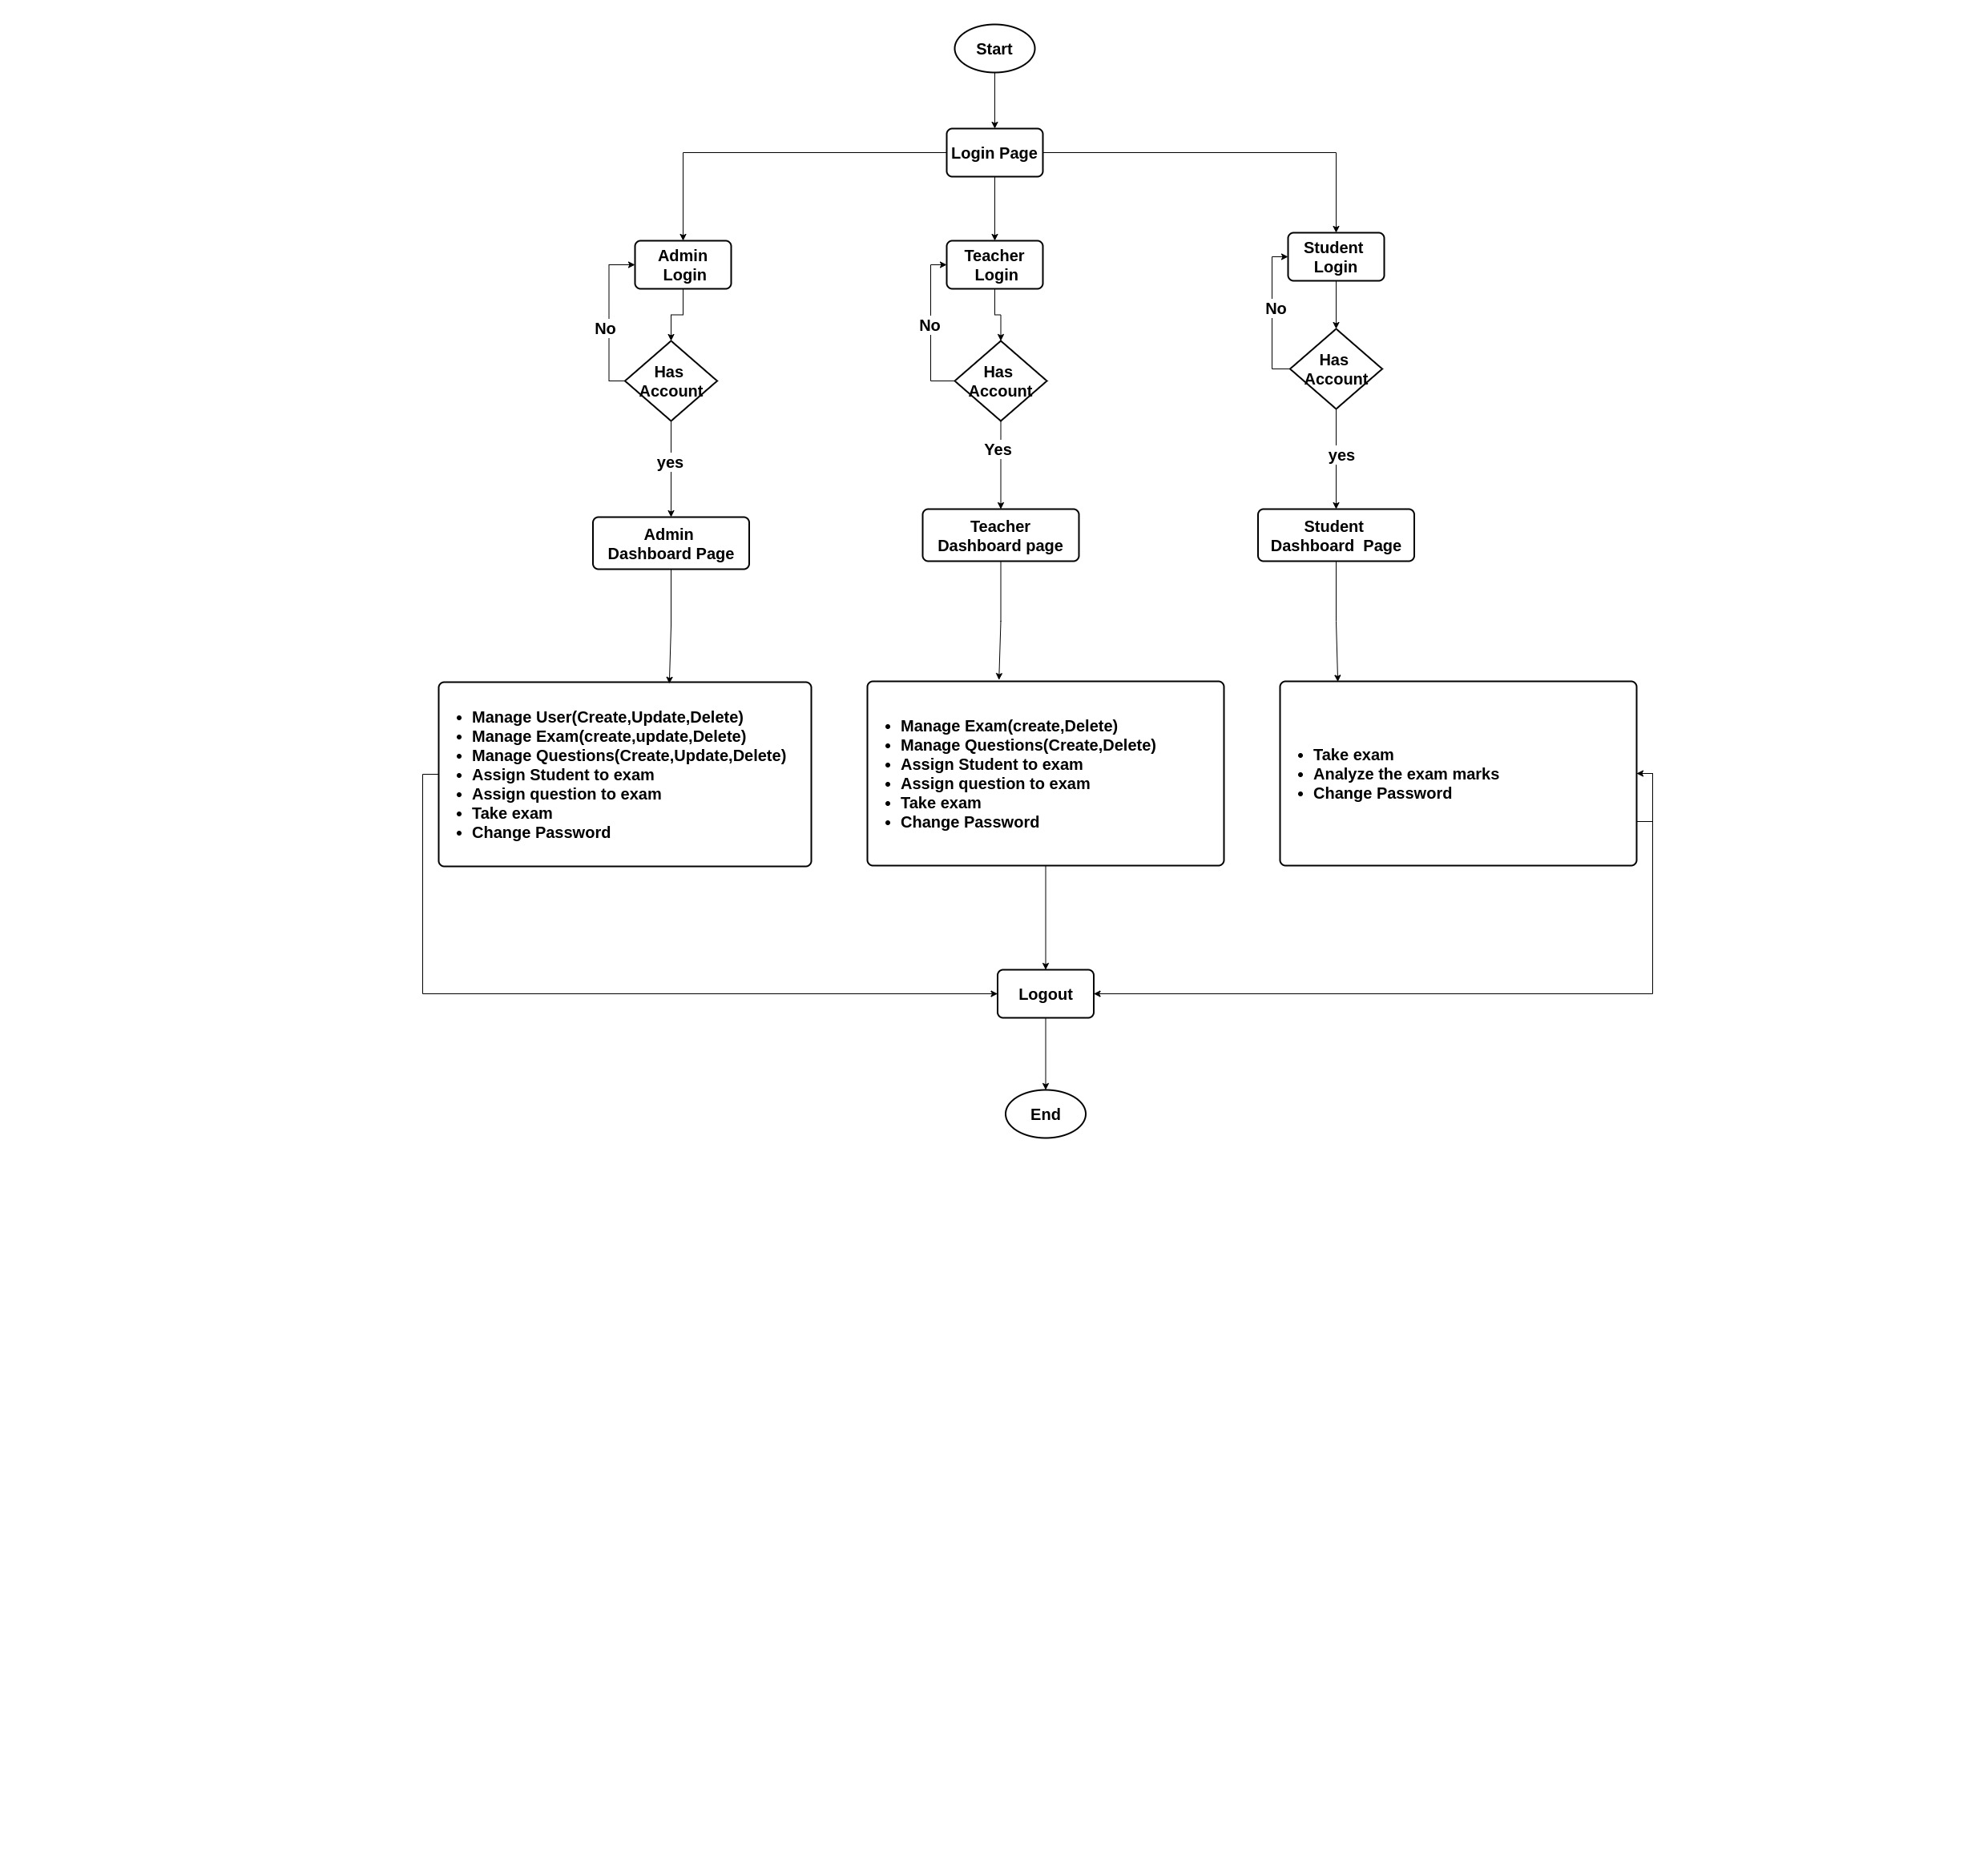 Start
Login Page
Admin
Login
Teacher
Login
Student
Login
No
No
No
Has
Account
Has
Account
Has
Account
yes
Yes
yes
Admin
Dashboard Page
Teacher
Dashboard page
Student
Dashboard  Page
• Manage User(Create,Update,Delete)
• Manage Exam(create,update,Delete)
• Manage Questions(Create,Update,Delete)
• Assign Student to exam
• Assign question to exam
• Take exam
• Change Password
• Manage Exam(create,Delete)
• Manage Questions(Create,Delete)
• Assign Student to exam
• Assign question to exam
• Take exam
• Change Password
• Take exam
• Analyze the exam marks
• Change Password
Logout
End